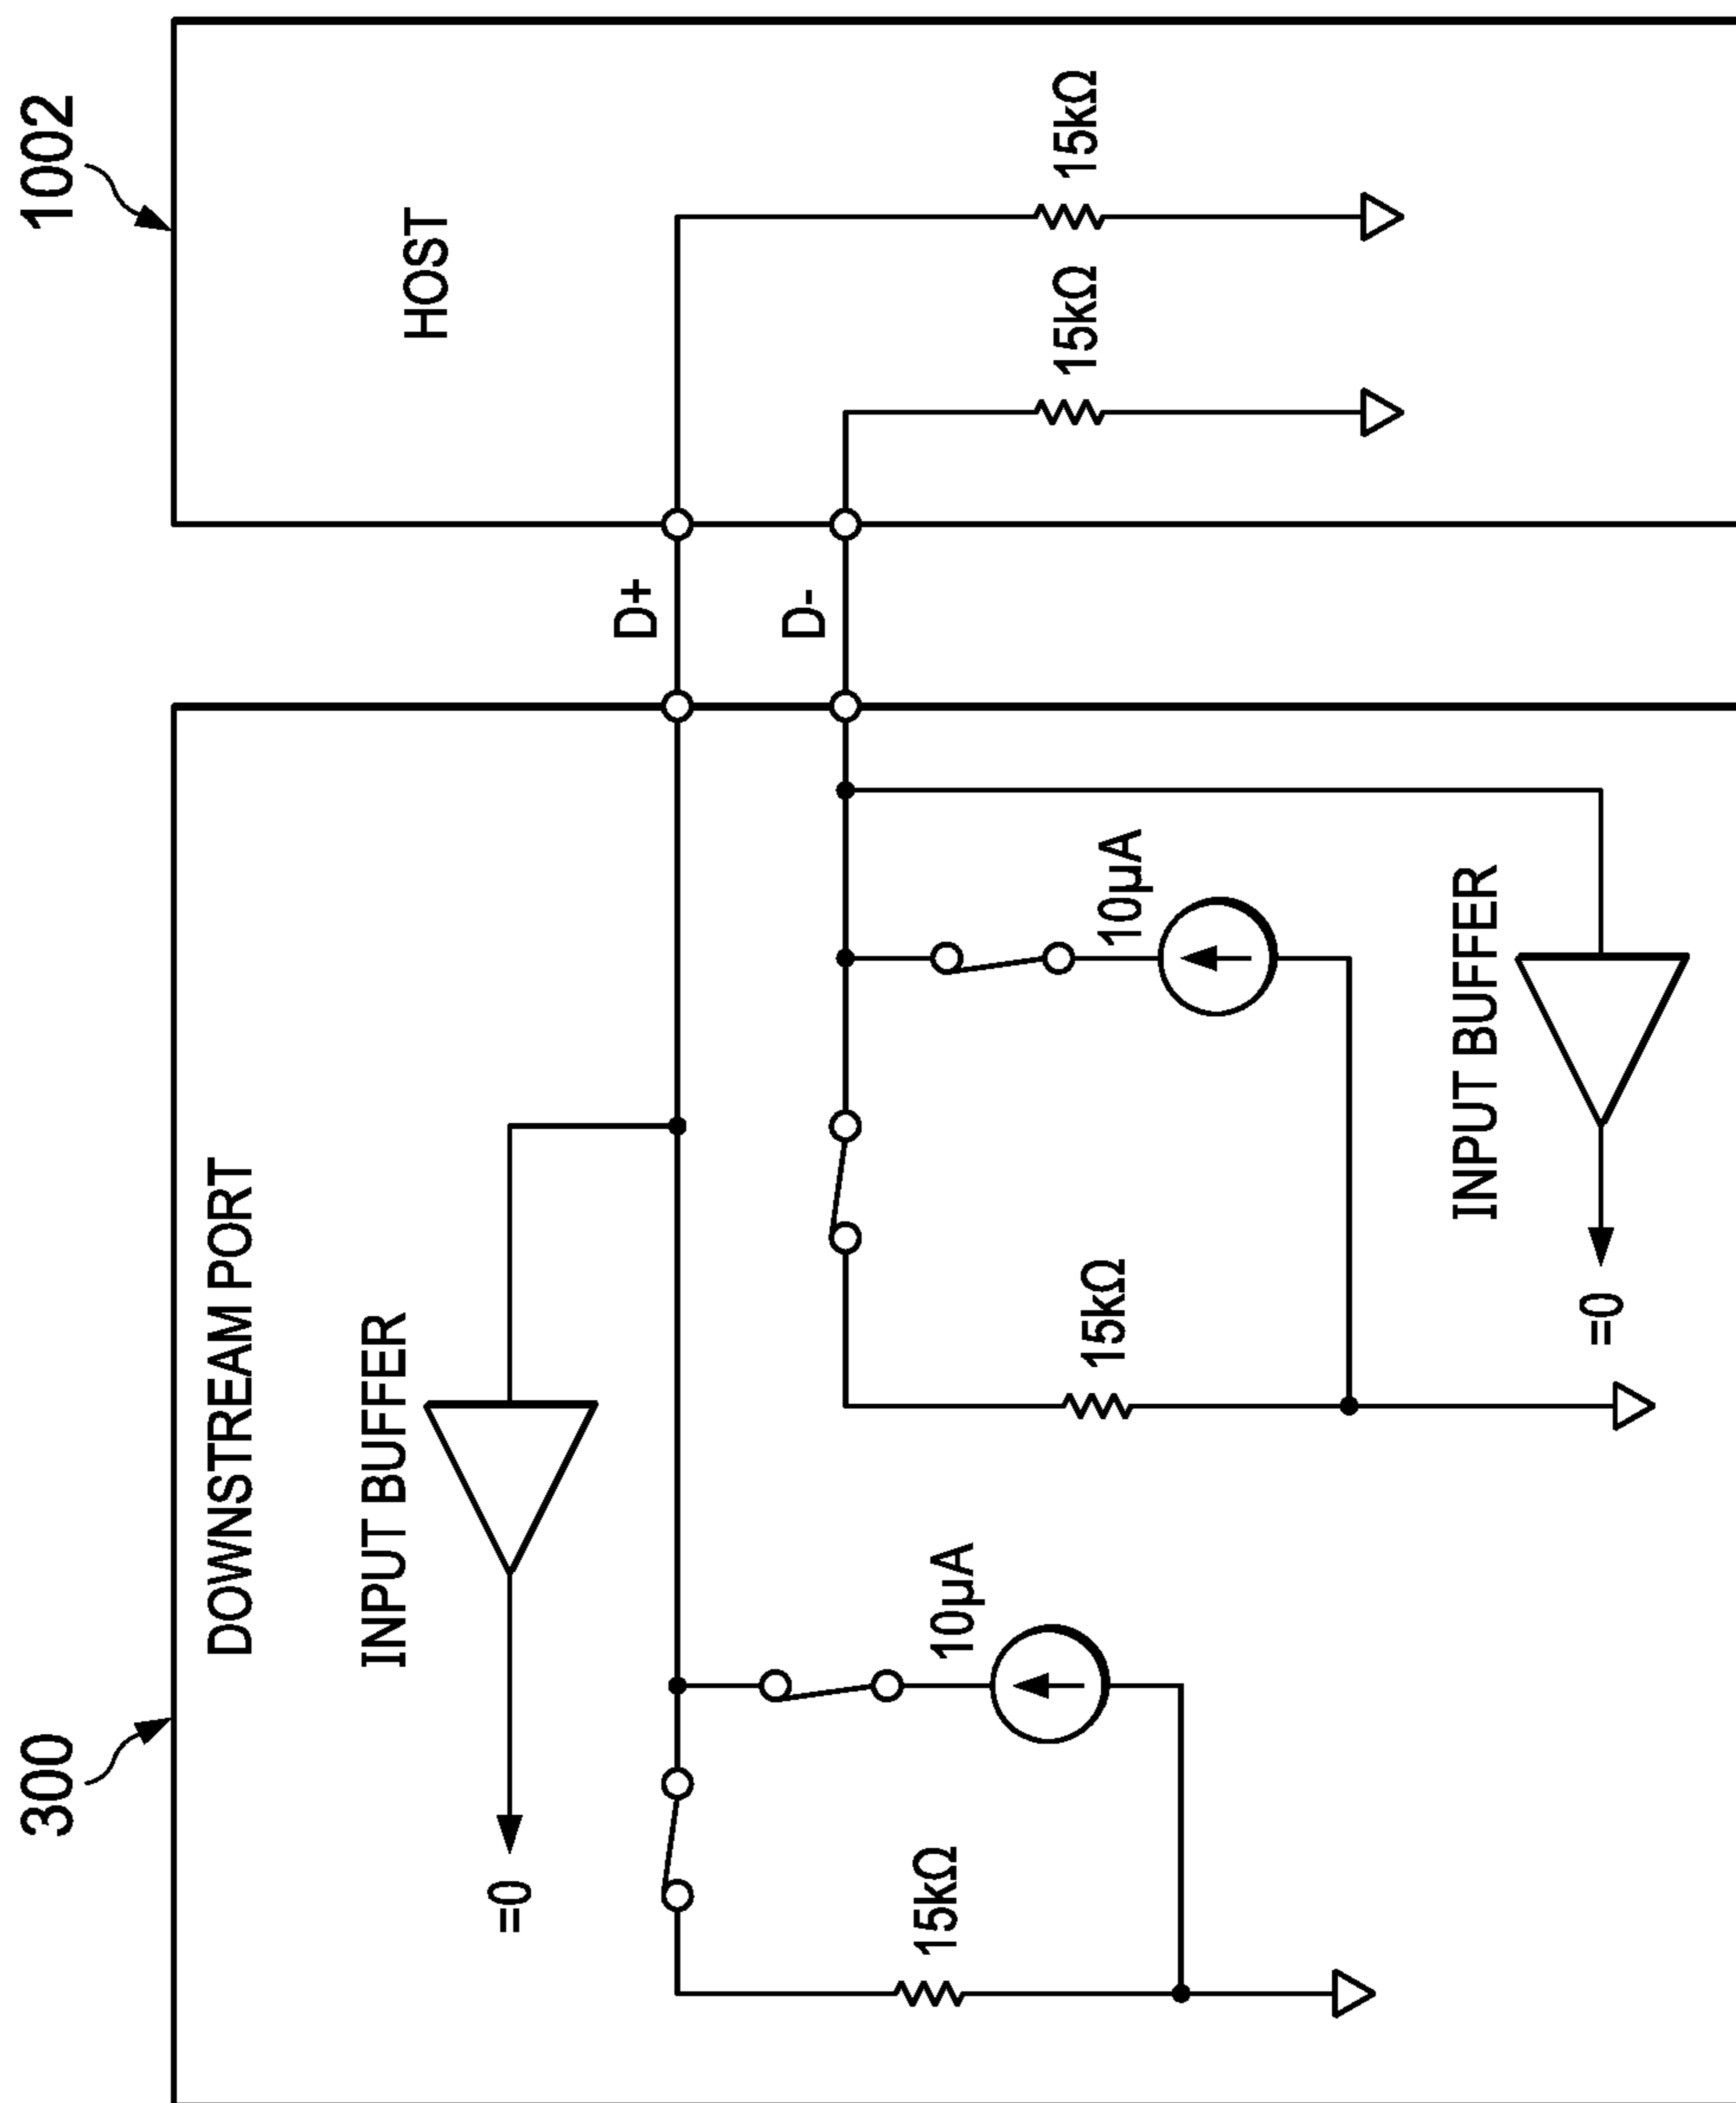 300
1002
DOWNSTREAM PORT
HOST
INPUT BUFFER
=0
D+
D-
10µA
15kΩ
10µA
15kΩ
15kΩ
15kΩ
INPUT BUFFER
=0